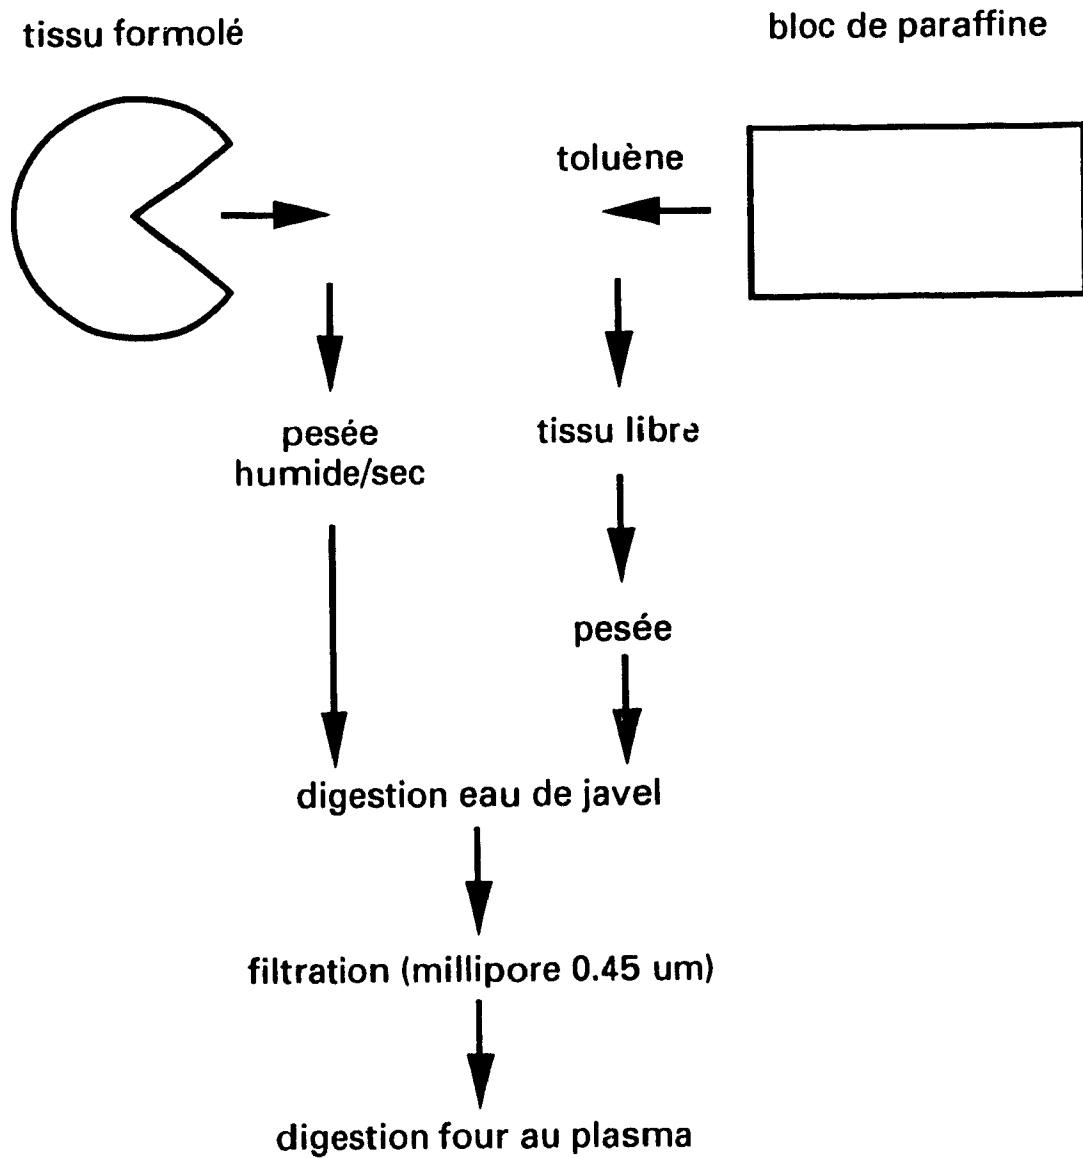 tissu formolé
bloc de paraffine
toluène
pesée
humide/sec
tissu libre
pesée
digestion eau de javel
filtration (millipore 0.45 um)
digestion four au plasma